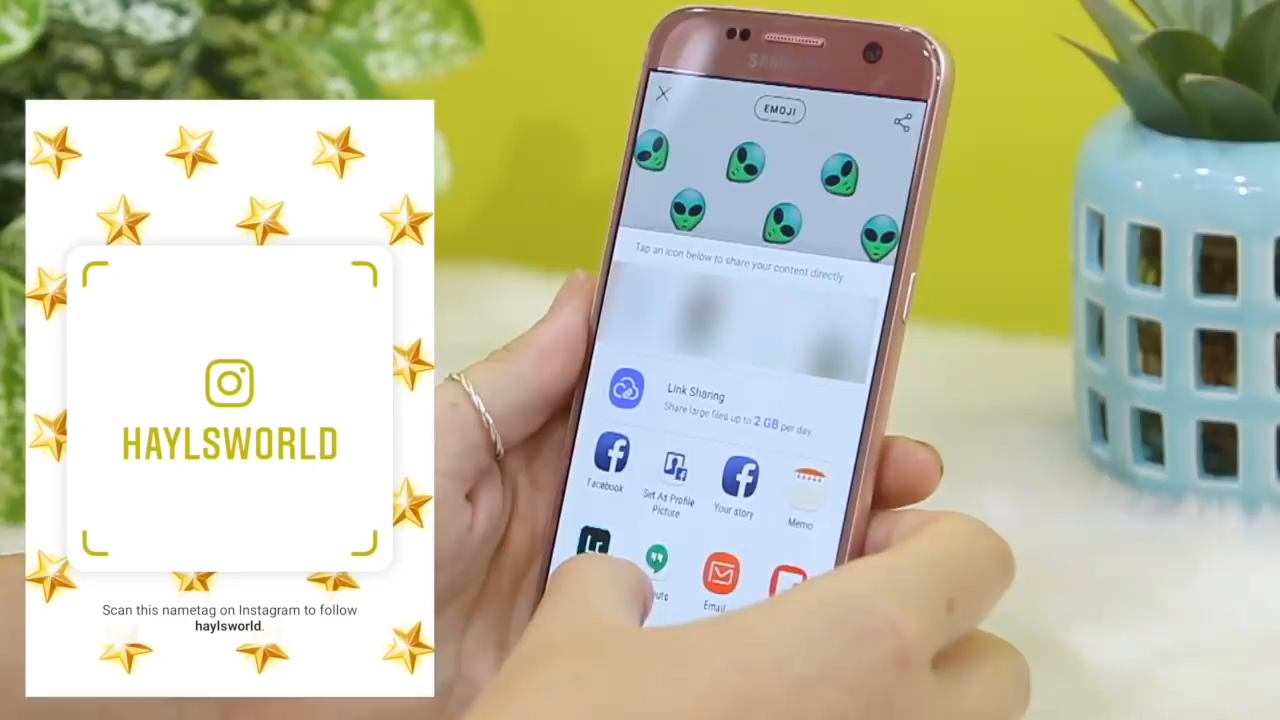 HAYLSWORLD
Scan this nametag on Instagram to follow
haylsworld.
SAMSUNG
EMOJI
Tap an icon below to share your content directly
Link Sharing
Share large files up to 2 GB per day.
Facebook
Set As Profile
Picture
Your story
Memo
Email